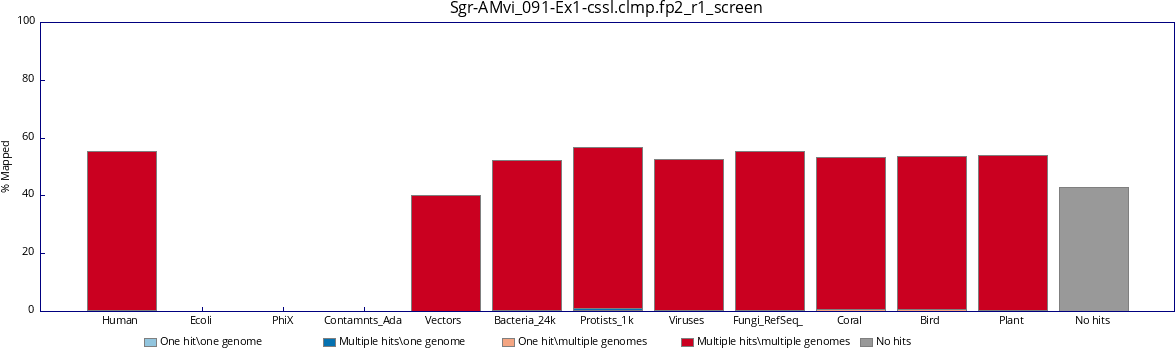 Sgr-AMvi_091-Ex1-cssl.clmp.fp2_r1_screen
100
80
60
40
20
0
% Mapped
Human Ecoli PhiX Contamnts_Ada Vectors Bacteria_24k Protists_1k Viruses Fungi_RefSeq_ Coral Bird Plant No hits
One hit\one genome Multiple hits\one genome One hit\multiple genomes Multiple hits\multiple genomes No hits